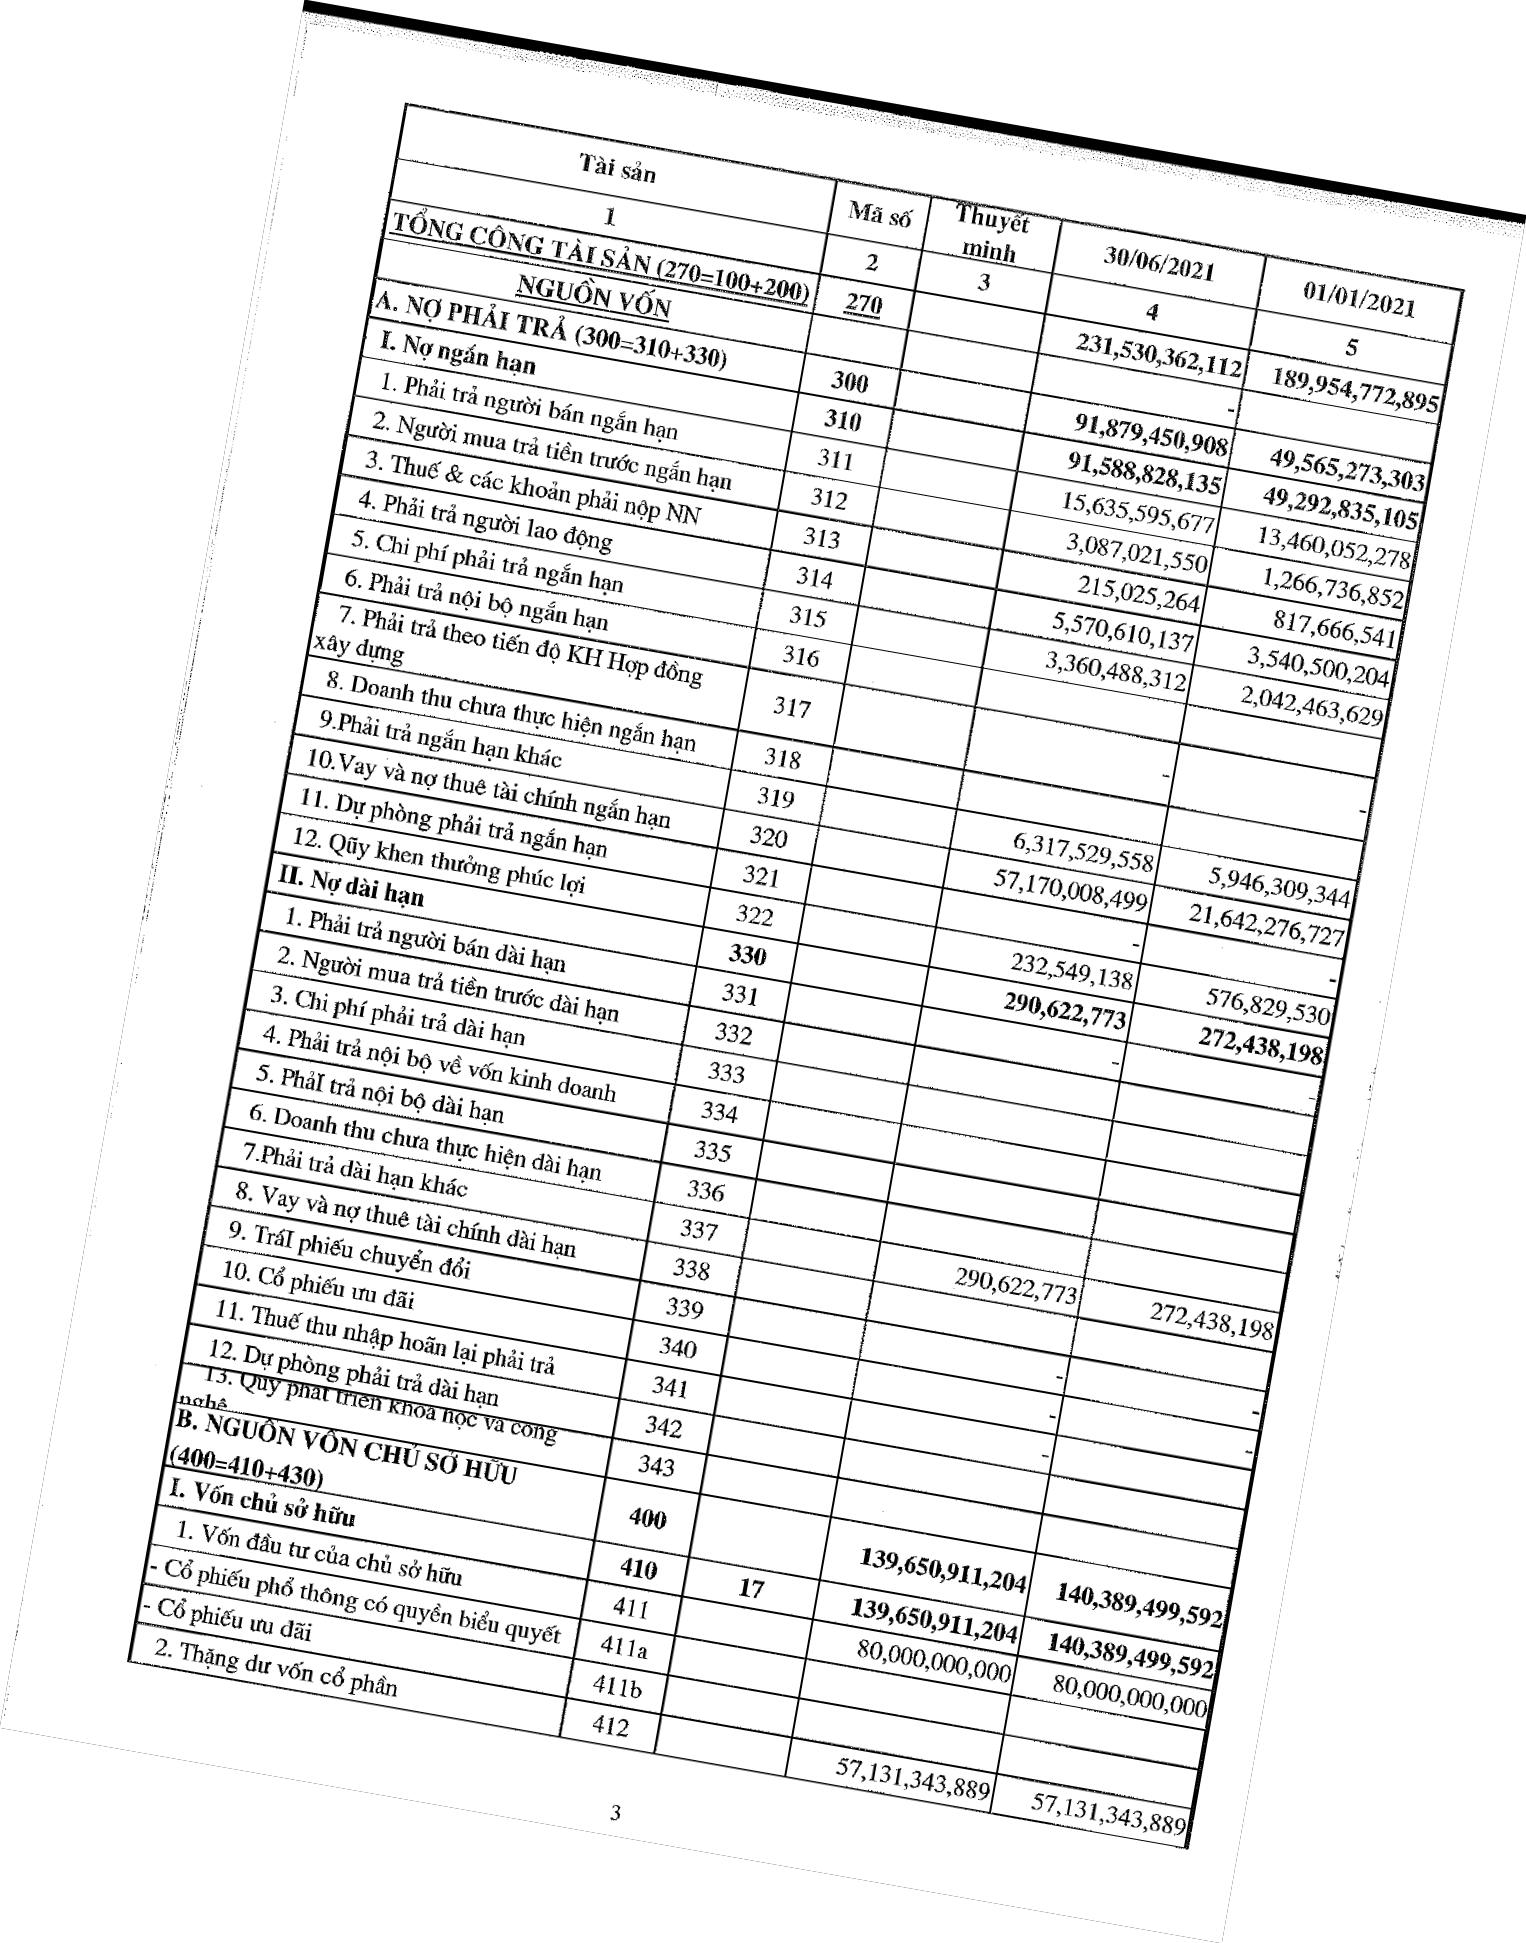 Tài sản Mã số Thuyết minh 30/06/2021 01/01/2021
1 2 3 4 5
TỔNG CÔNG TÀI SẢN (270=100+200) 270 231,530,362,112 189,954,772,895
NGUỒN VỐN -
A. NỢ PHẢI TRẢ (300=310+330) 300 91,879,450,908 49,565,273,303
I. Nợ ngắn hạn 310 91,588,828,135 49,292,835,105
1. Phải trả người bán ngắn hạn 311 15,635,595,677 13,460,052,278
2. Người mua trả tiền trước ngắn hạn 312 3,087,021,550 1,266,736,852
3. Thuế & các khoản phải nộp NN 313 215,025,264 817,666,541
4. Phải trả người lao động 314 5,570,610,137 3,540,500,204
5. Chi phí phải trả ngắn hạn 315 3,360,488,312 2,042,463,629
6. Phải trả nội bộ ngắn hạn 316
7. Phải trả theo tiến độ KH Hợp đồng
xây dựng 317 - -
8. Doanh thu chưa thực hiện ngắn hạn 318
9.Phải trả ngắn hạn khác 319 6,317,529,558 5,946,309,344
10.Vay và nợ thuê tài chính ngắn hạn 320 57,170,008,499 21,642,276,727
11. Dự phòng phải trả ngắn hạn 321 - -
12. Qũy khen thưởng phúc lợi 322 232,549,138 576,829,530
II. Nợ dài hạn 330 290,622,773 272,438,198
1. Phải trả người bán dài hạn 331 - -
2. Người mua trả tiền trước dài hạn 332
3. Chi phí phải trả dài hạn 333
4. Phải trả nội bộ về vốn kinh doanh 334
5. PhảI trả nội bộ dài hạn 335
6. Doanh thu chưa thực hiện dài hạn 336
7.Phải trả dài hạn khác 337 290,622,773 272,438,198
8. Vay và nợ thuê tài chính dài hạn 338
9. TráI phiếu chuyển đổi 339 - -
10. Cổ phiếu ưu đãi 340 - -
11. Thuế thu nhập hoãn lại phải trả 341 -
12. Dự phòng phải trả dài hạn 342
13. Quỹ phát triển khoa học và công
nghệ 343
B. NGUỒN VỐN CHỦ SỞ HỮU
(400=410+430) 400 139,650,911,204 140,389,499,592
I. Vốn chủ sở hữu 410 17 139,650,911,204 140,389,499,592
1. Vốn đầu tư của chủ sở hữu 411 80,000,000,000 80,000,000,000
- Cổ phiếu phổ thông có quyền biểu quyết 411a
- Cổ phiếu ưu đãi 411b
2. Thặng dư vốn cổ phần 412 57,131,343,889 57,131,343,889
3